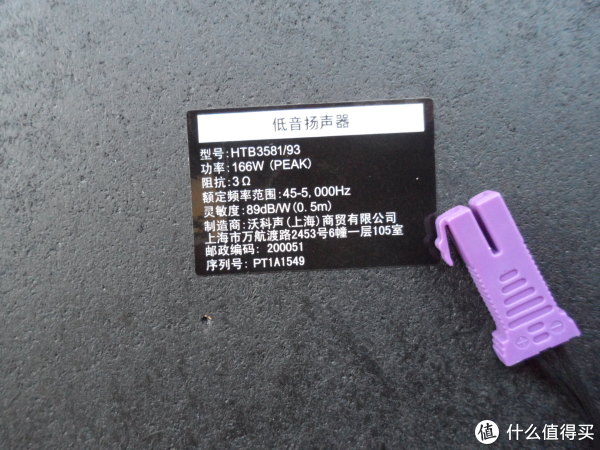 低音扬声器
型号:HTB3581/93
功率:166W (PEAK)
阻抗:3Ω
额定频率范围:45-5, 000Hz
灵敏度:89dB/W(0. 5m)
制造商:沃科声(上海)商贸有限公司
上海市万航渡路2453号6幢一层105室
邮政编码: 200051
序列号: PT1A1549
值 什么值得买